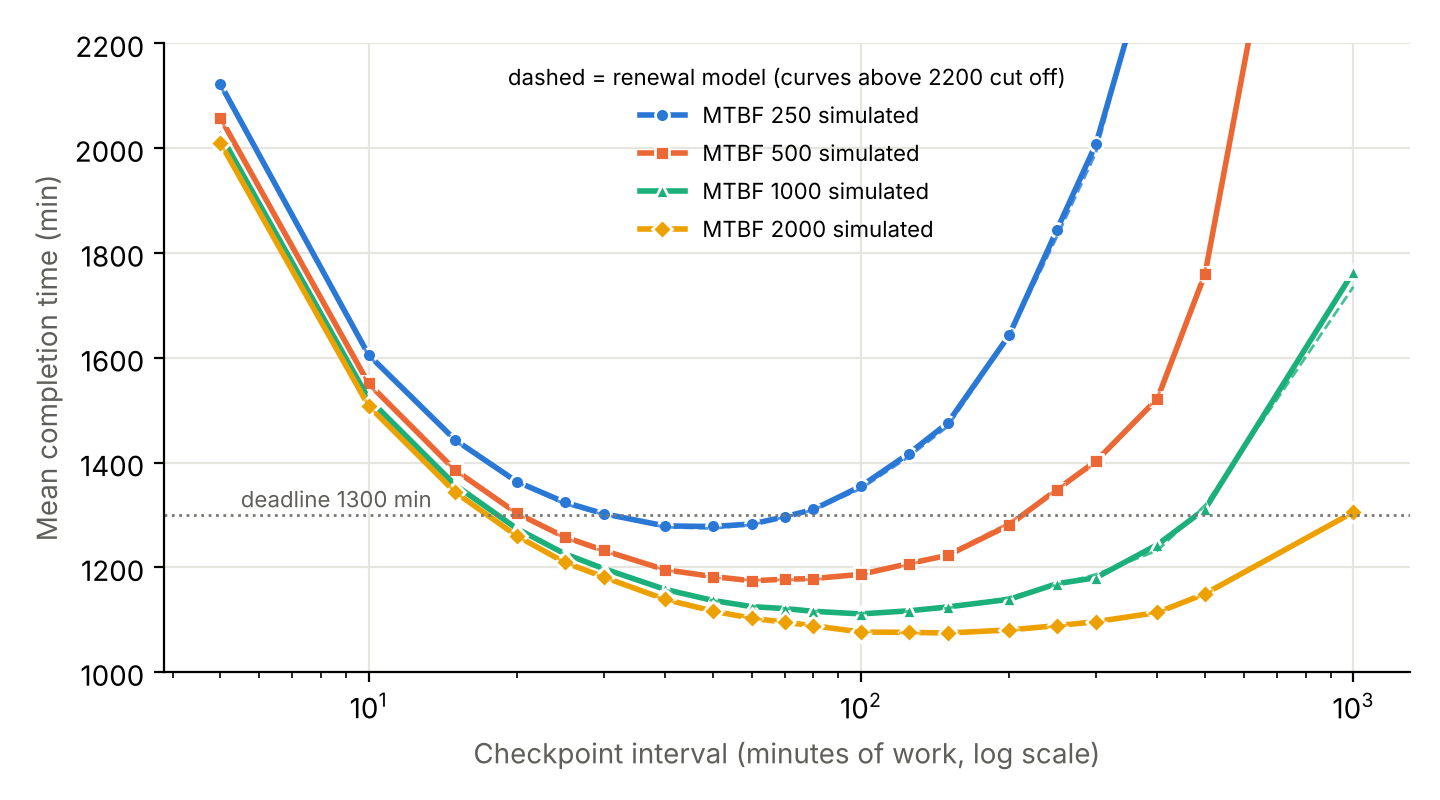 2200
2000
1800
1600
1400
1200
1000
Mean completion time (min)
dashed = renewal model (curves above 2200 cut off)
MTBF 250 simulated
MTBF 500 simulated
MTBF 1000 simulated
MTBF 2000 simulated
deadline 1300 min
10¹ 10² 10³
Checkpoint interval (minutes of work, log scale)